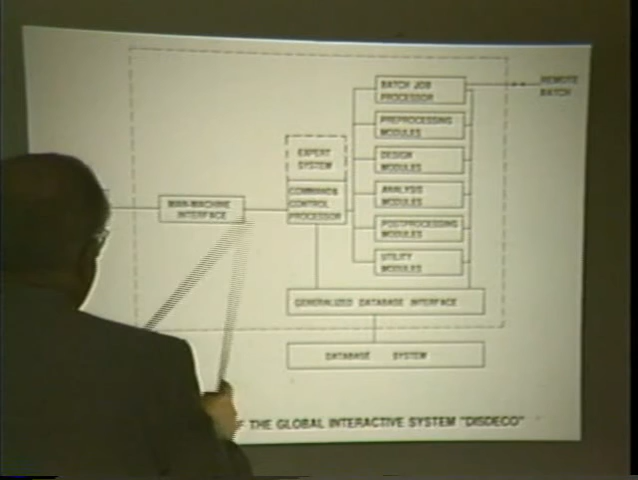 BATCH JOB
PROCESSOR
REMOTE
BATCH
PREPROCESSING
MODULES
EXPERT
SYSTEM
DESIGN
MODULES
COMMAND
CONTROL
PROCESSOR
ANALYSIS
MODULES
MAN-MACHINE
INTERFACE
POSTPROCESSING
MODULES
UTILITY
MODULES
GENERALIZED DATABASE INTERFACE
DATABASE SYSTEM
THE GLOBAL INTERACTIVE SYSTEM "DISDECO"